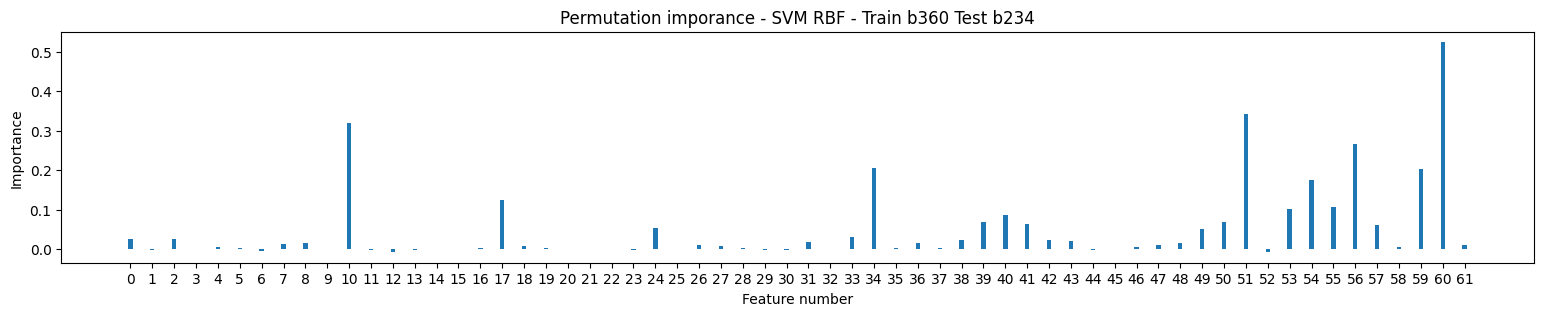 Permutation imporance - SVM RBF - Train b360 Test b234
Importance
0.5
0.4
0.3
0.2
0.1
0.0
0 1 2 3 4 5 6 7 8 9 10 11 12 13 14 15 16 17 18 19 20 21 22 23 24 25 26 27 28 29 30 31 32 33 34 35 36 37 38 39 40 41 42 43 44 45 46 47 48 49 50 51 52 53 54 55 56 57 58 59 60 61
Feature number